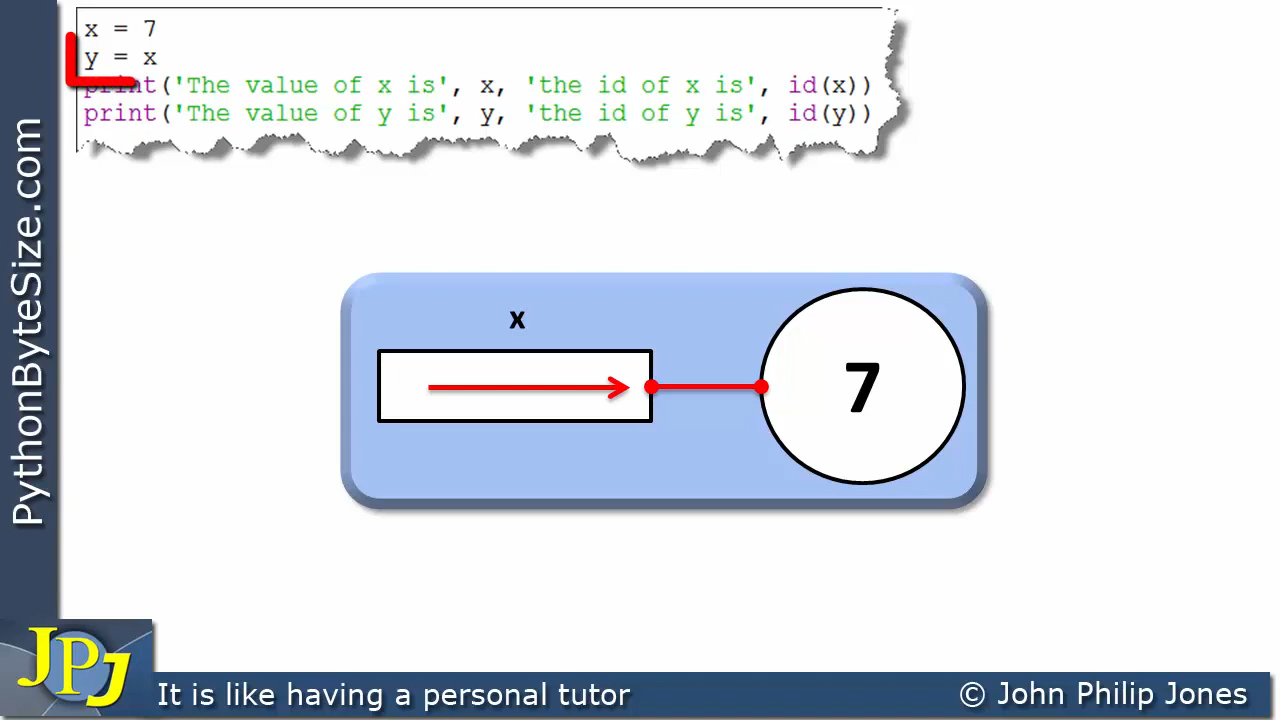 x = 7
y = x
print('The value of x is', x, 'the id of x is', id(x))
print('The value of y is', y, 'the id of y is', id(y))
PythonByteSize.com
x
7
JPJ
It is like having a personal tutor
© John Philip Jones